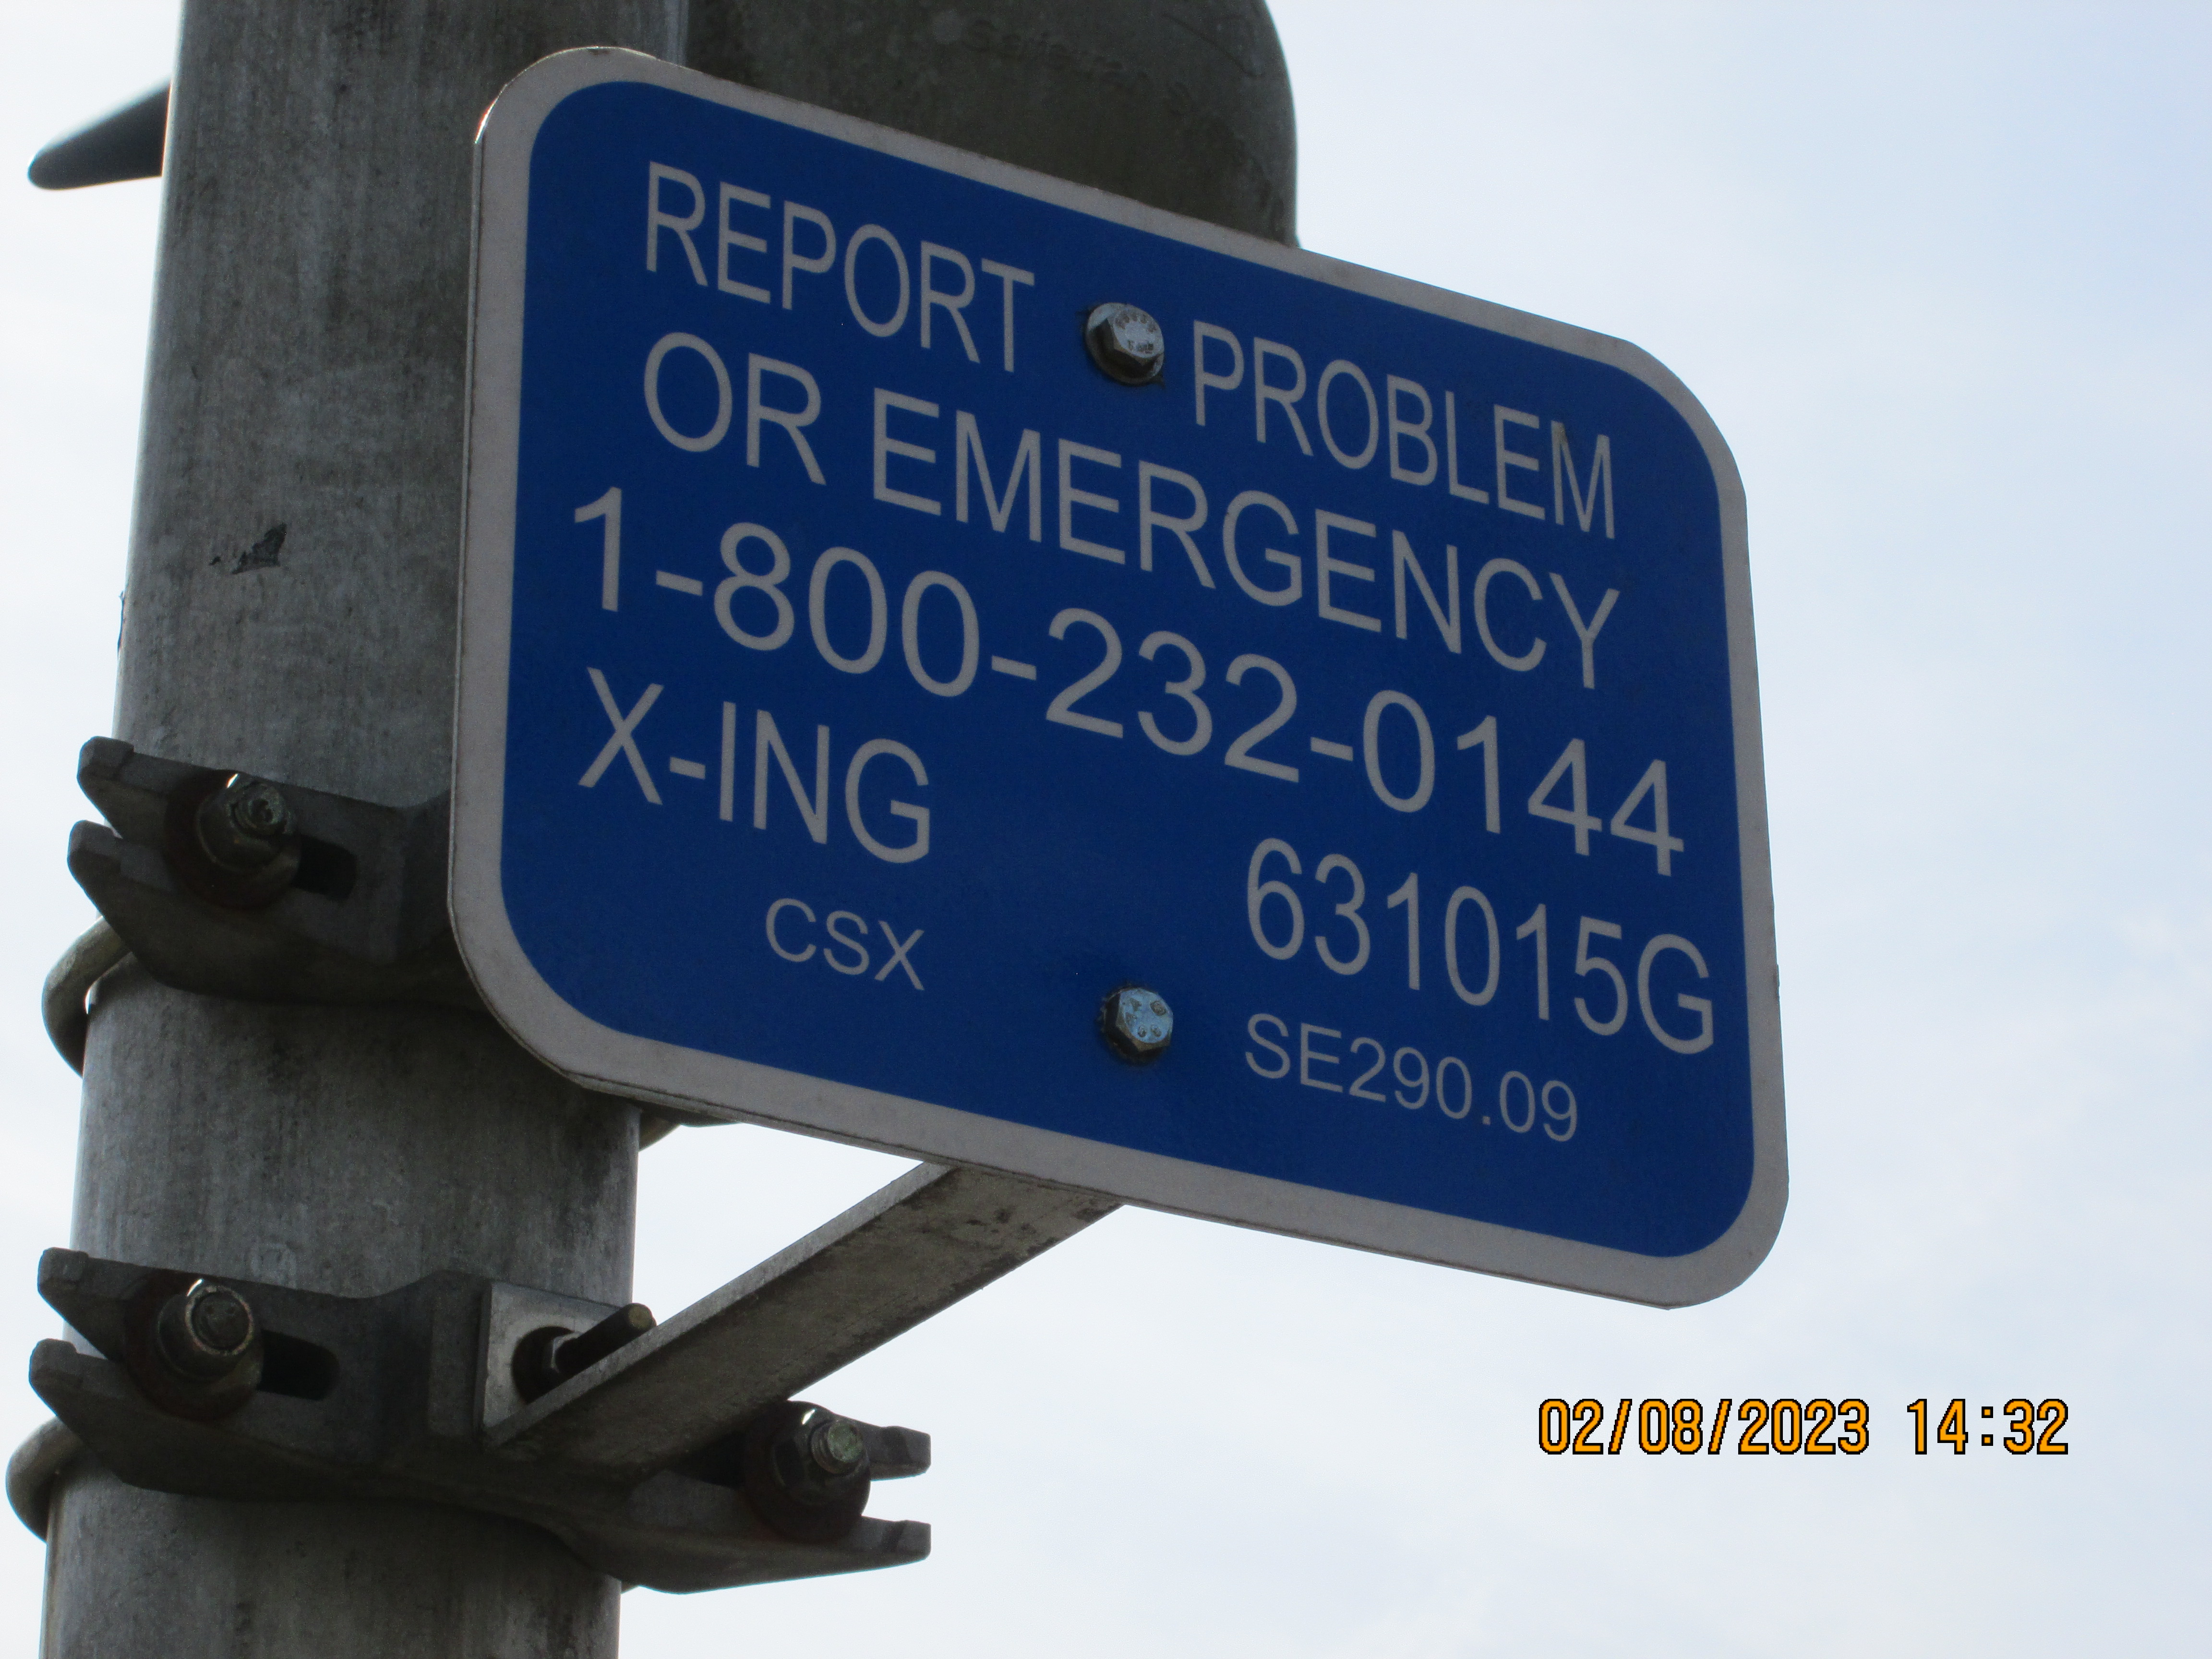 REPORT PROBLEM
OR EMERGENCY
1-800-232-0144
X-ING 631015G
CSX SE290.09
02/08/2023 14:32